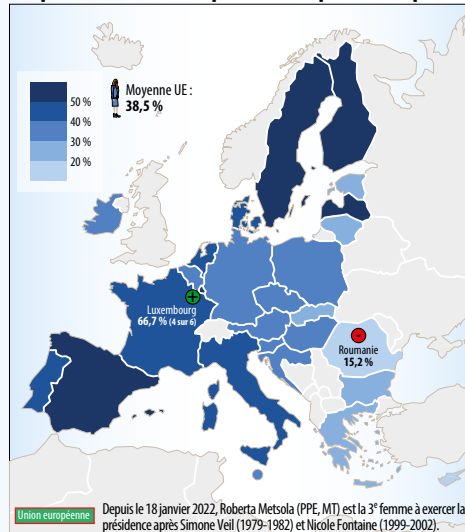 50 %
40 %
30 %
20 %
Moyenne UE :
38,5 %
Luxembourg
66,7 % (4 sur 6)
Roumanie
15,2 %
Union européenne
Depuis le 18 janvier 2022, Roberta Metsola (PPE, MT) est la 3e femme à exercer la
présidence après Simone Veil (1979-1982) et Nicole Fontaine (1999-2002).